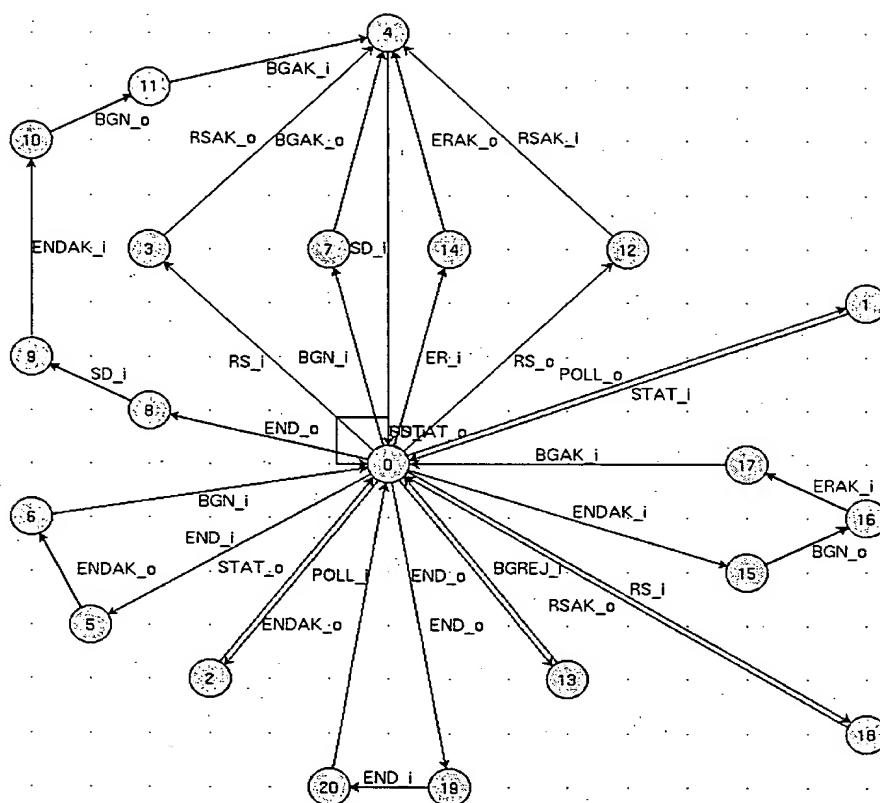 4
11
BGAK_i
BGN_o
10
RSAK_o
BGAK_o
ERAK_o
RSAK_i
ENDAK_i
3
7
SD_i
14
12
1
9
SD_i
RS_i
BGN_i
ER_i
RS_o
POLL_o
STAT_i
8
END_o
STAT_o
0
BGAK_i
17
ERAK_i
6
BGN_i
ENDAK_i
16
END_i
BGN_o
ENDAK_o
STAT_o
POLL_i
END_o
BGREJ_i
RS_i
15
5
ENDAK_o
END_o
RSAK_o
2
13
18
20
END_i
19